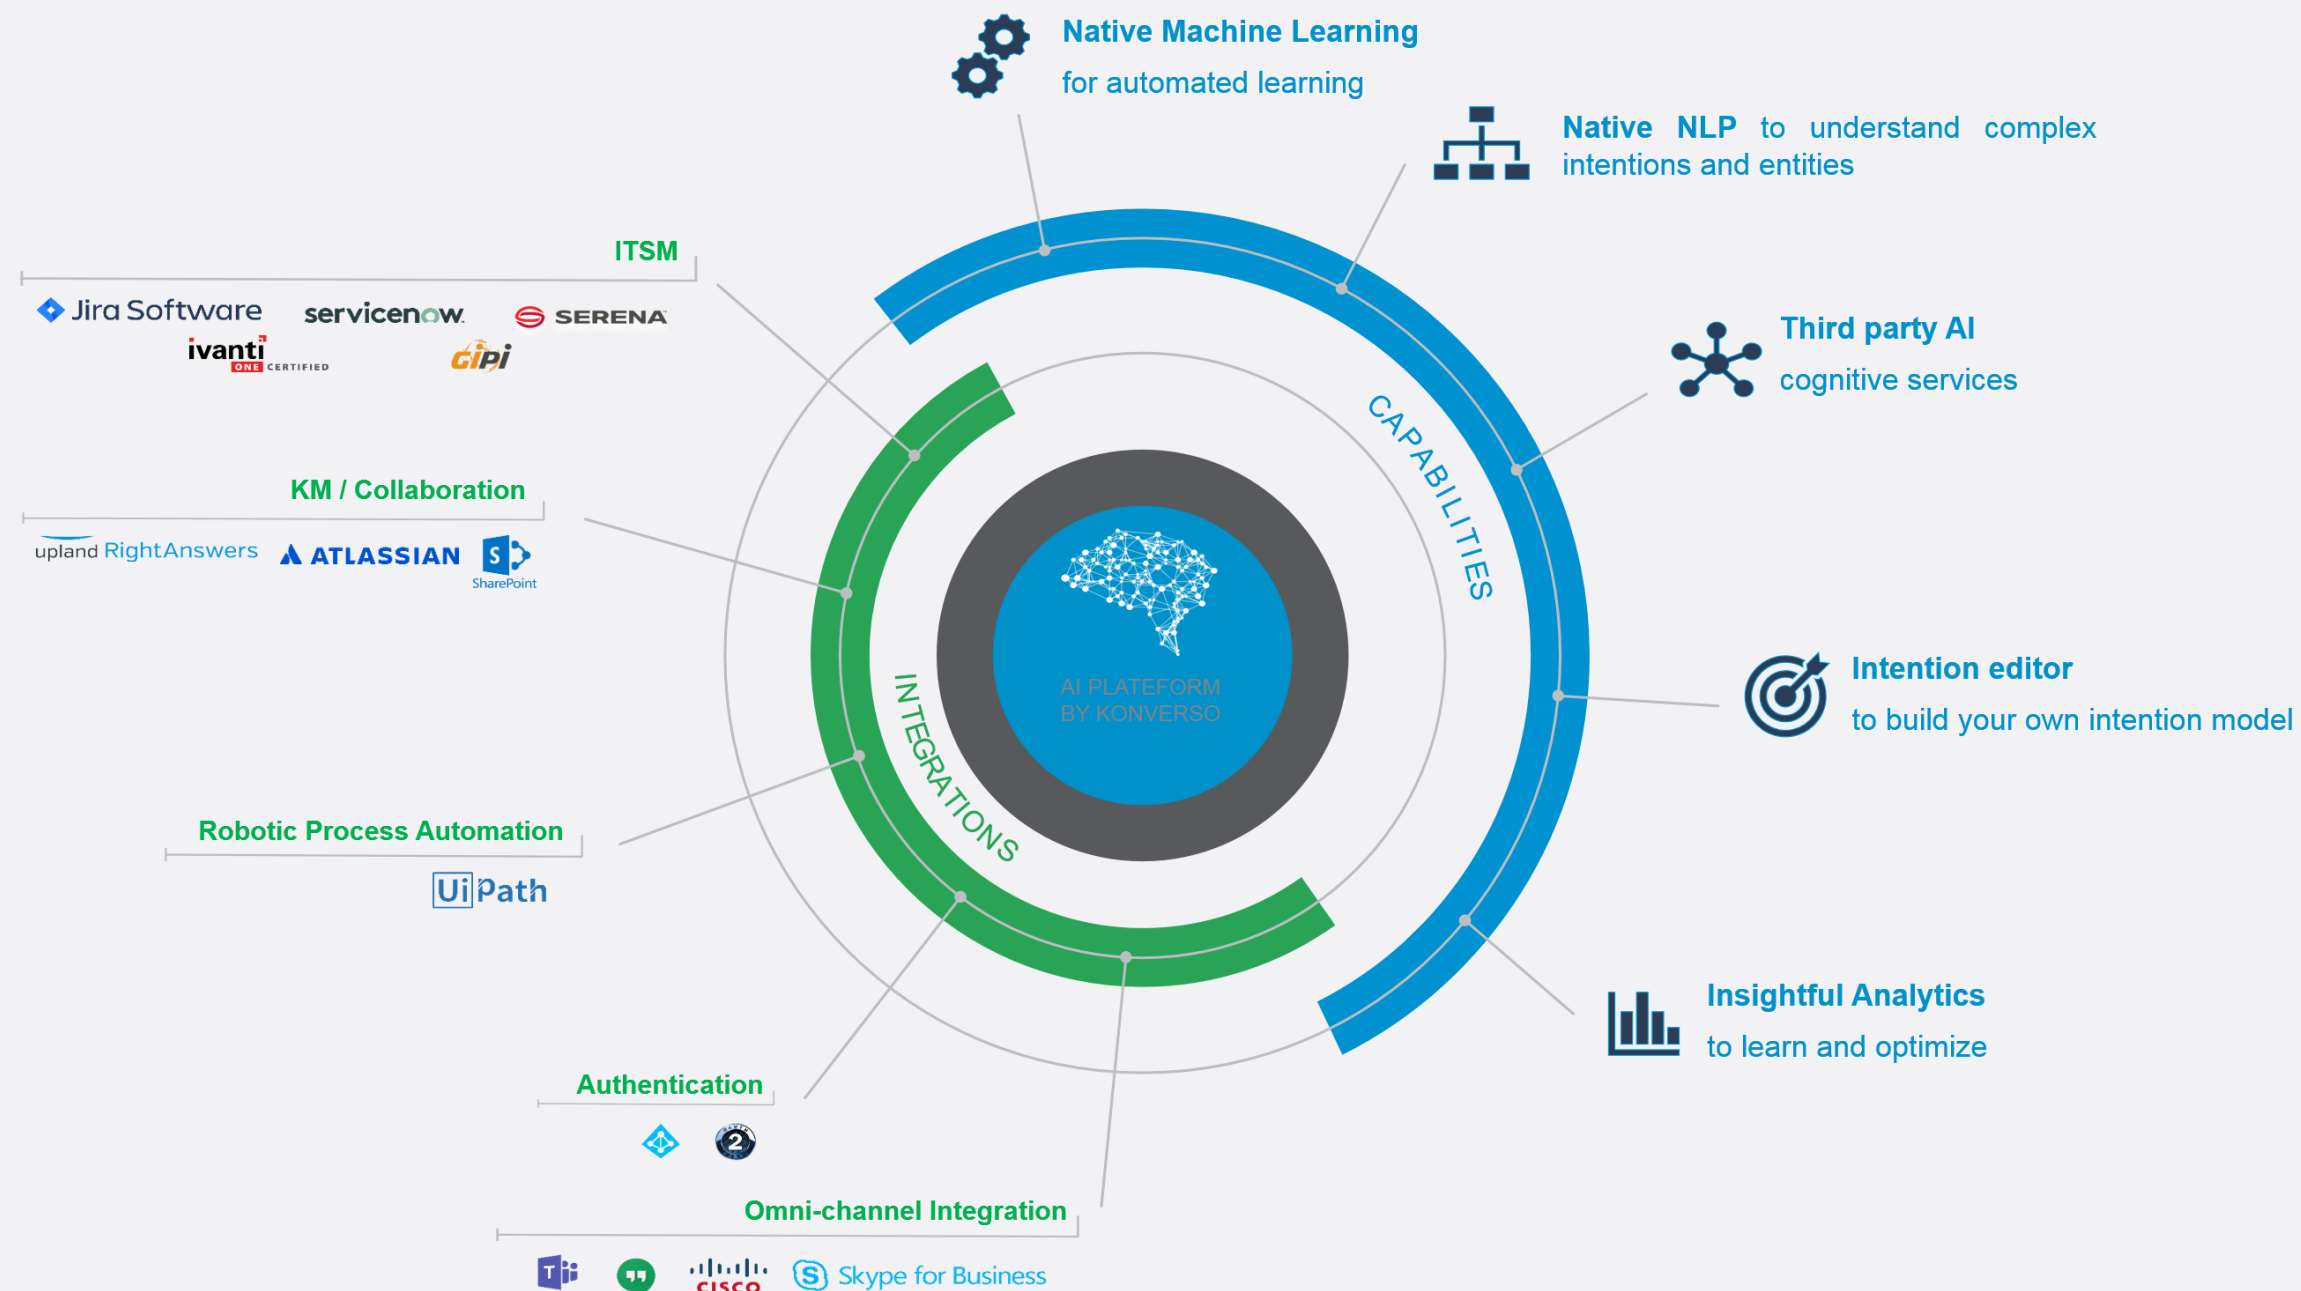 Native Machine Learning
for automated learning
Native NLP to understand complex
intentions and entities
ITSM
Jira Software
servicenow
SERENA
ivanti
ONE CERTIFIED
GiPi
Third party AI
cognitive services
CAPABILITIES
KM / Collaboration
upland RightAnswers
ATLASSIAN
S
SharePoint
AI PLATEFORM
BY KONVERSO
INTEGRATIONS
Intention editor
to build your own intention model
Robotic Process Automation
UiPath
Insightful Analytics
to learn and optimize
Authentication
2
Omni-channel Integration
T
CISCO
S Skype for Business